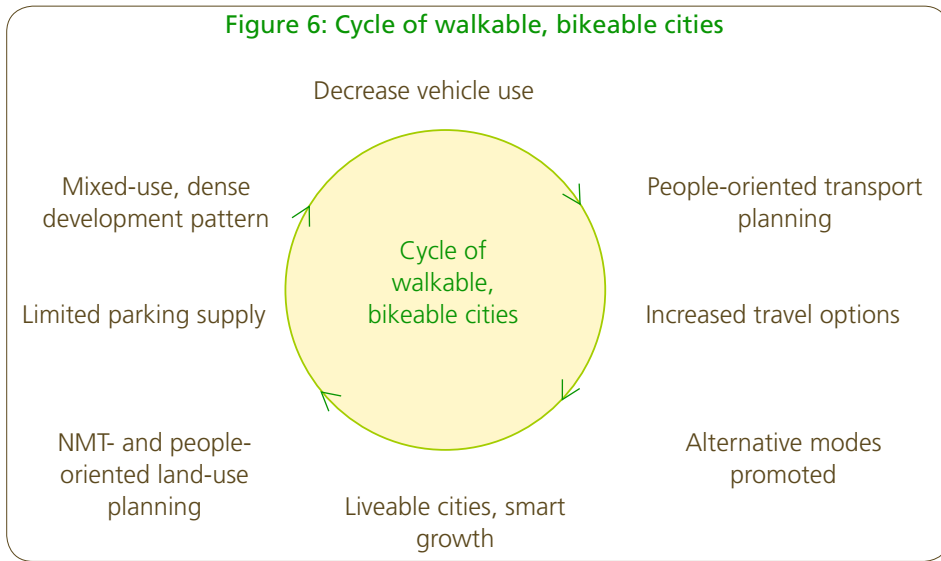 Figure 6: Cycle of walkable, bikeable cities
Decrease vehicle use
Mixed-use, dense
development pattern
People-oriented transport
planning
Cycle of
walkable,
bikeable cities
Limited parking supply
Increased travel options
NMT- and people-
oriented land-use
planning
Alternative modes
promoted
Liveable cities, smart
growth